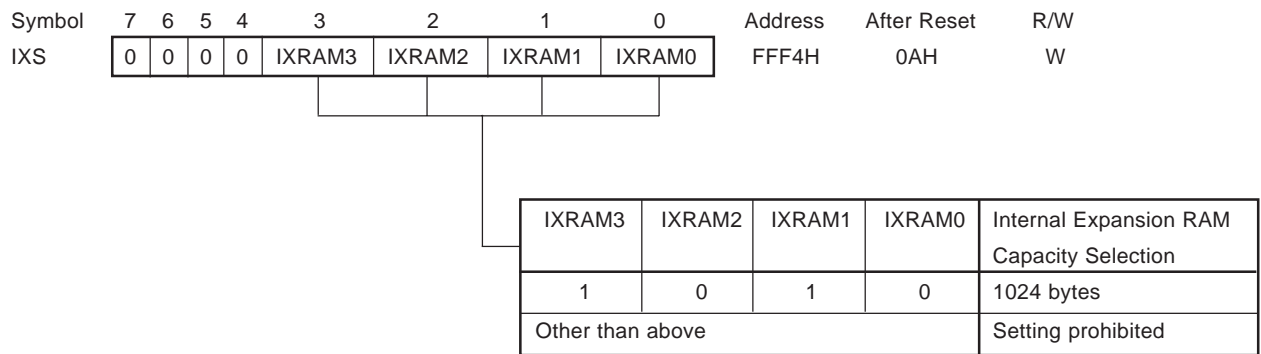 Symbol 7 6 5 4 3 2 1 0 Address After Reset R/W
IXS 0 0 0 0 IXRAM3 IXRAM2 IXRAM1 IXRAM0 FFF4H 0AH W
IXRAM3 IXRAM2 IXRAM1 IXRAM0 Internal Expansion RAM
Capacity Selection
1 0 1 0 1024 bytes
Other than above Setting prohibited